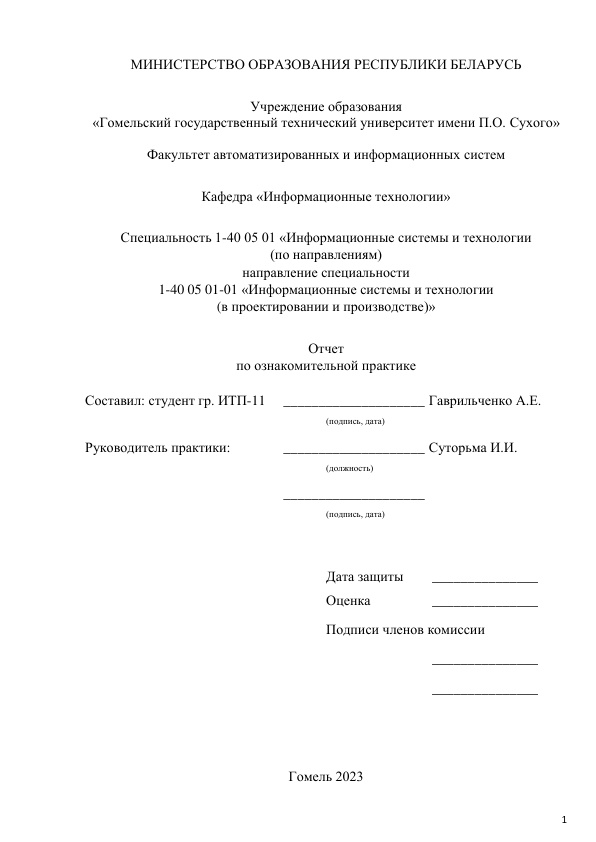 МИНИСТЕРСТВО ОБРАЗОВАНИЯ РЕСПУБЛИКИ БЕЛАРУСЬ
Учреждение образования
«Гомельский государственный технический университет имени П.О. Сухого»
Факультет автоматизированных и информационных систем
Кафедра «Информационные технологии»
Специальность 1-40 05 01 «Информационные системы и технологии
(по направлениям)
направление специальности
1-40 05 01-01 «Информационные системы и технологии
(в проектировании и производстве)»
Отчет
по ознакомительной практике
Составил: студент гр. ИТП-11 ____________________ Гаврильченко А.Е.
(подпись, дата)
Руководитель практики: ____________________ Суторьма И.И.
(должность)
____________________
(подпись, дата)
Дата защиты _______________
Оценка _______________
Подписи членов комиссии
_______________
_______________
Гомель 2023
1